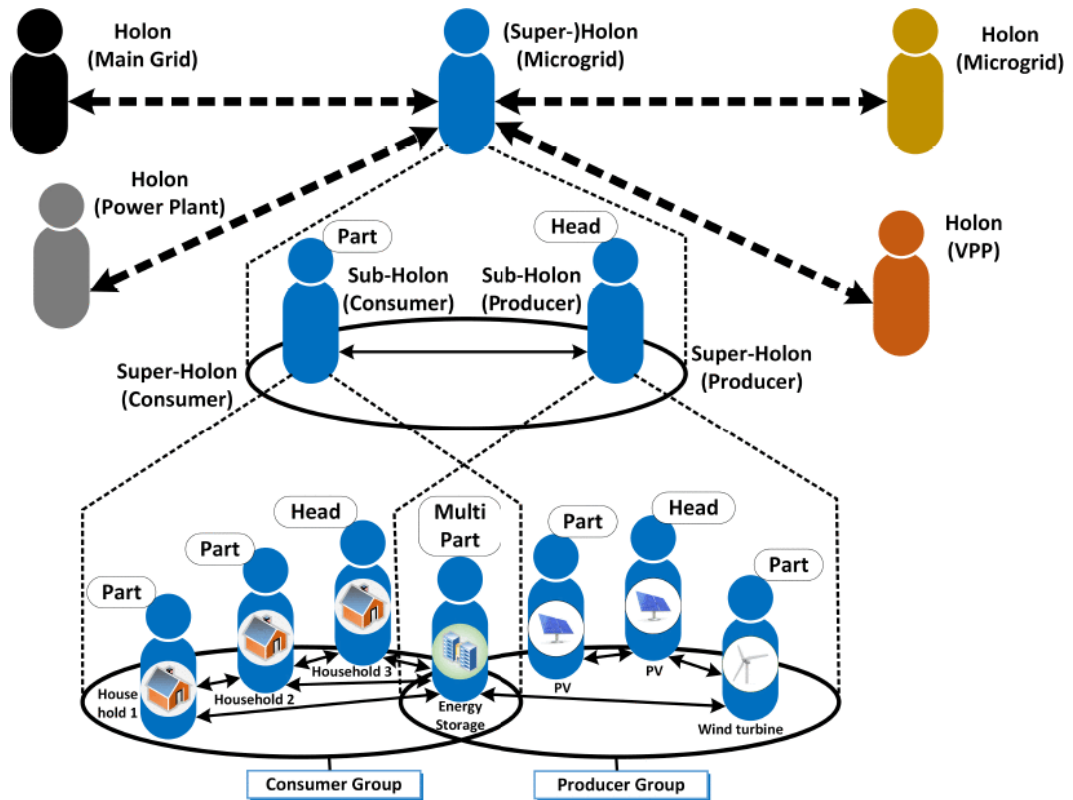 Holon
(Main Grid)
(Super-)Holon
(Microgrid)
Holon
(Microgrid)
Holon
(Power Plant)
Part
Head
Holon
(VPP)
Sub-Holon
(Consumer)
Sub-Holon
(Producer)
Super-Holon
(Consumer)
Super-Holon
(Producer)
Part
Part
Head
Multi
Part
Part
Head
Part
House
hold 1
Household 2
Household 3
Energy
Storage
PV
PV
Wind turbine
Consumer Group
Producer Group